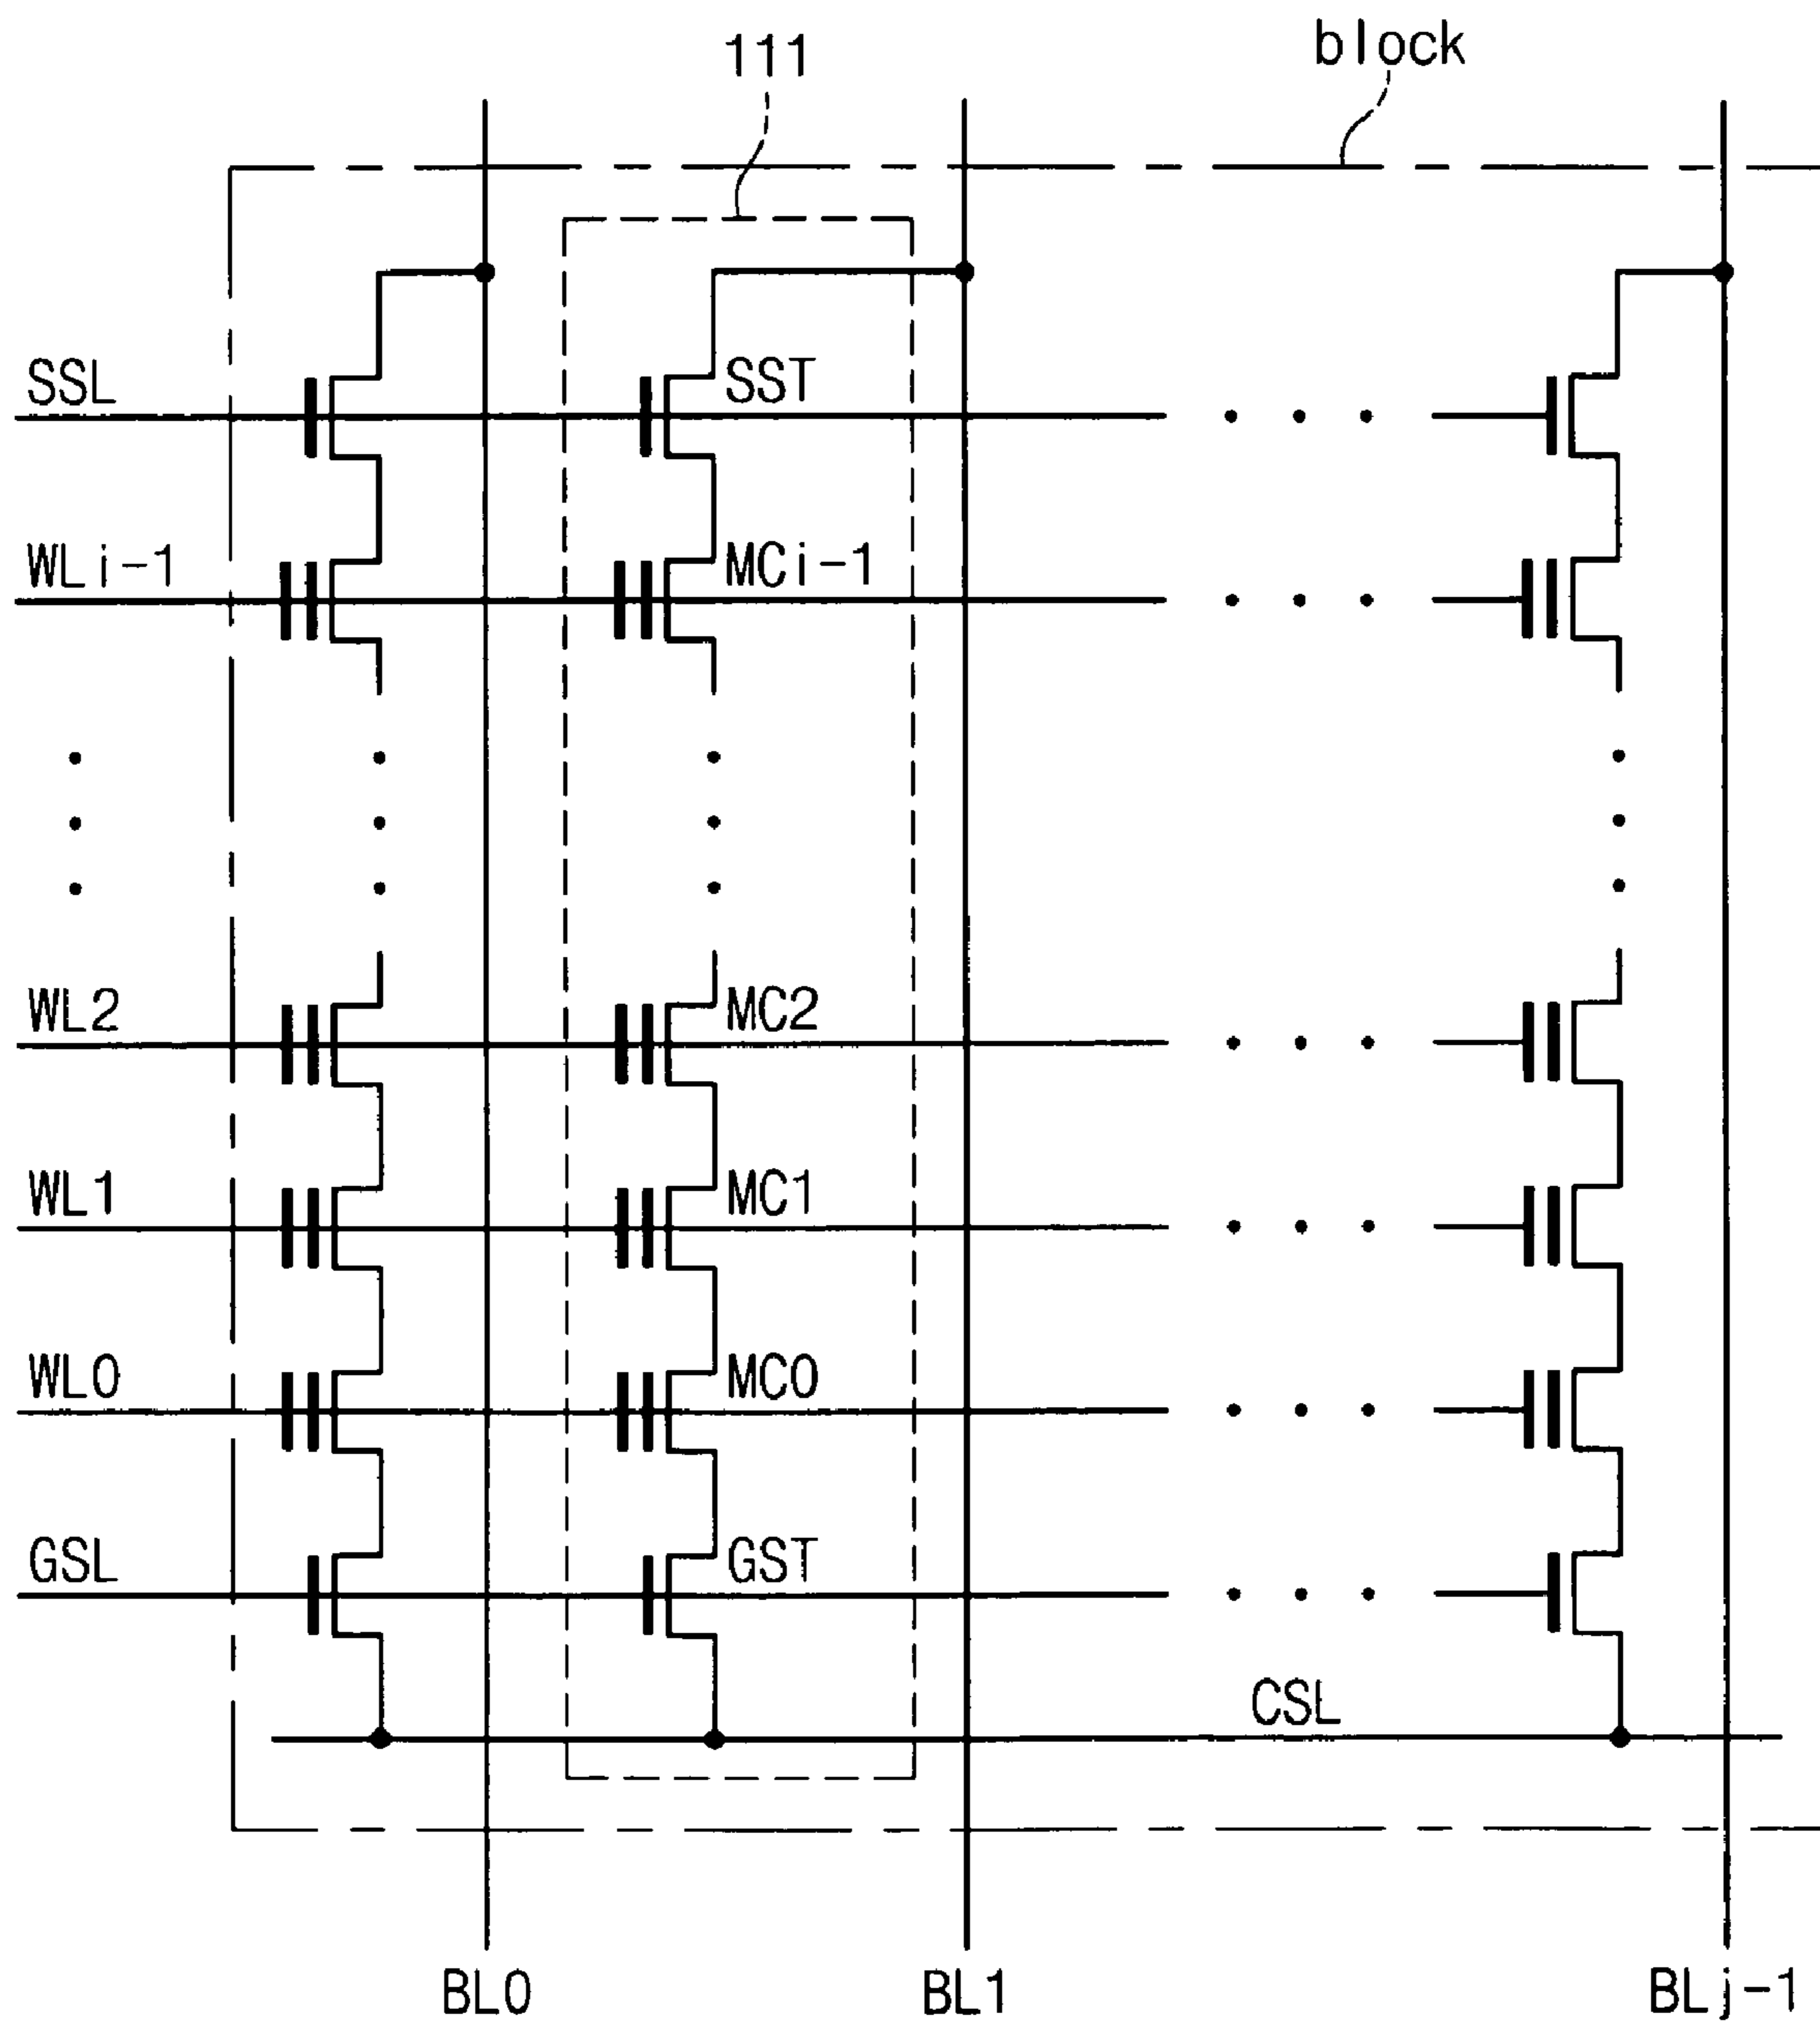 111
block
SSL
SST
WLi-1
MCi-1
WL2
MC2
WL1
MC1
WL0
MC0
GSL
GST
CSL
BL0
BL1
BLj-1